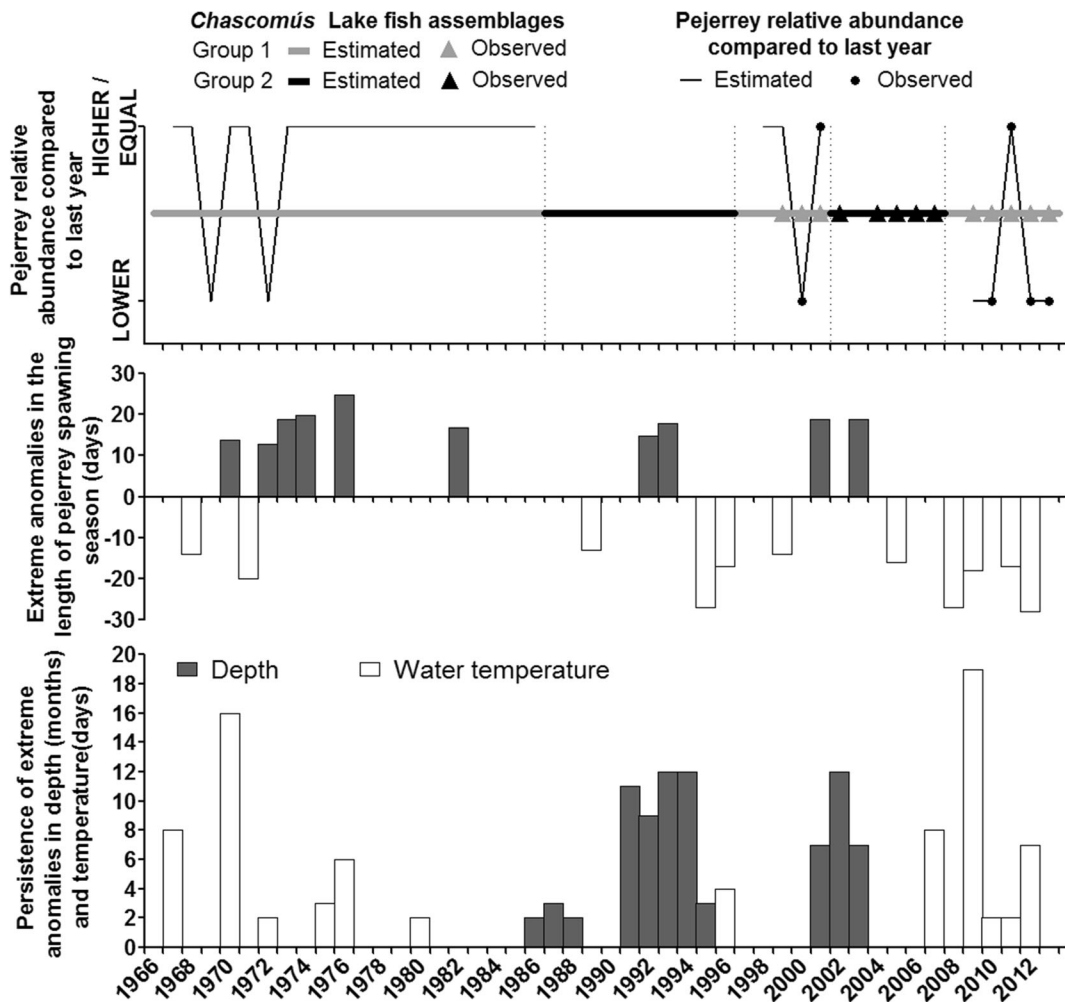 Chascomús Lake fish assemblages
Group 1 Estimated Observed
Group 2 Estimated Observed
Pejerrey relative abundance
compared to last year
Estimated Observed
Pejerrey relative
abundance compared
to last year
HIGHER /
EQUAL
LOWER
Extreme anomalies in the
length of pejerrey spawning
season (days)
30
20
10
0
-10
-20
-30
Persistence of extreme
anomalies in depth (months)
and temperature(days)
20
18
16
14
12
10
8
6
4
2
0
Depth Water temperature
1966 1968 1970 1972 1974 1976 1978 1980 1982 1984 1986 1988 1990 1992 1994 1996 1998 2000 2002 2004 2006 2008 2010 2012